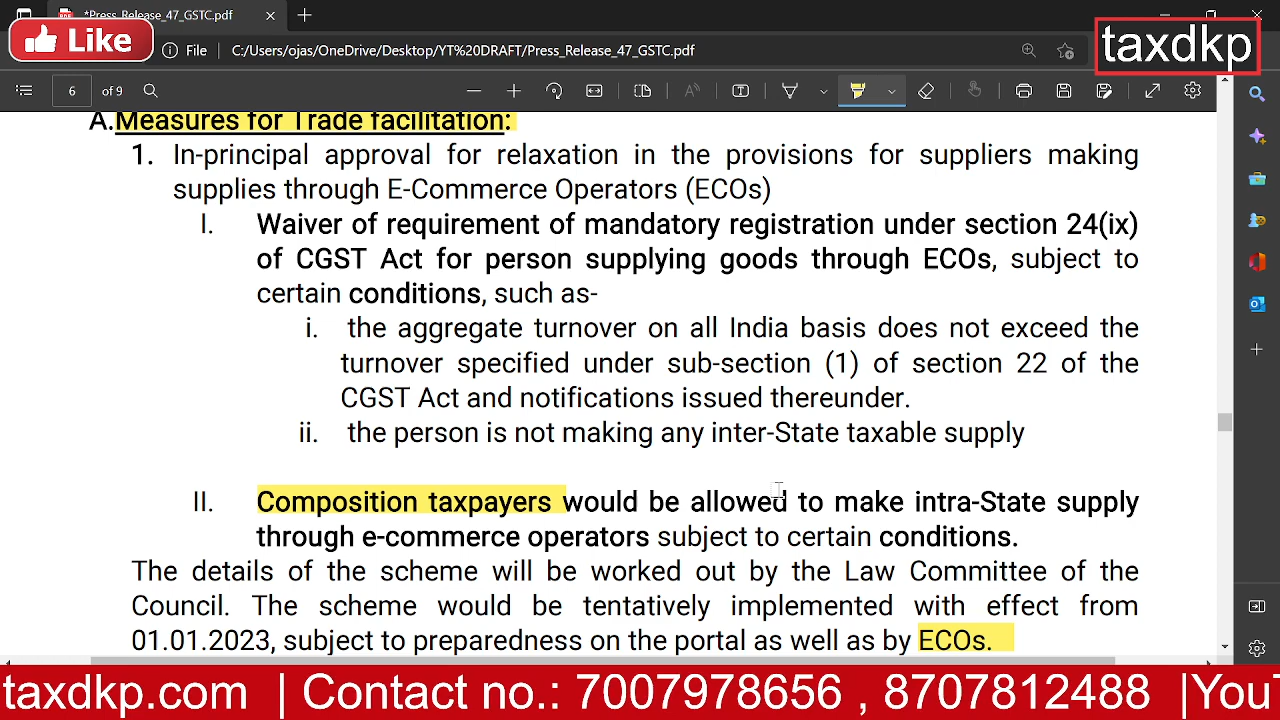 *Press_Release_47_GSTC.pdf
Like
File
C:/Users/ojas/OneDrive/Desktop/YT%20DRAFT/Press_Release_47_GSTC.pdf
taxdkp
6 of 9
A.Measures for Trade facilitation:
1. In-principal approval for relaxation in the provisions for suppliers making
supplies through E-Commerce Operators (ECOs)
I. Waiver of requirement of mandatory registration under section 24(ix)
of CGST Act for person supplying goods through ECOs, subject to
certain conditions, such as-
i. the aggregate turnover on all India basis does not exceed the
turnover specified under sub-section (1) of section 22 of the
CGST Act and notifications issued thereunder.
ii. the person is not making any inter-State taxable supply
II. Composition taxpayers would be allowed to make intra-State supply
through e-commerce operators subject to certain conditions.
The details of the scheme will be worked out by the Law Committee of the
Council. The scheme would be tentatively implemented with effect from
01.01.2023, subject to preparedness on the portal as well as by ECOs.
taxdkp.com | Contact no.: 7007978656 , 8707812488 |YouT